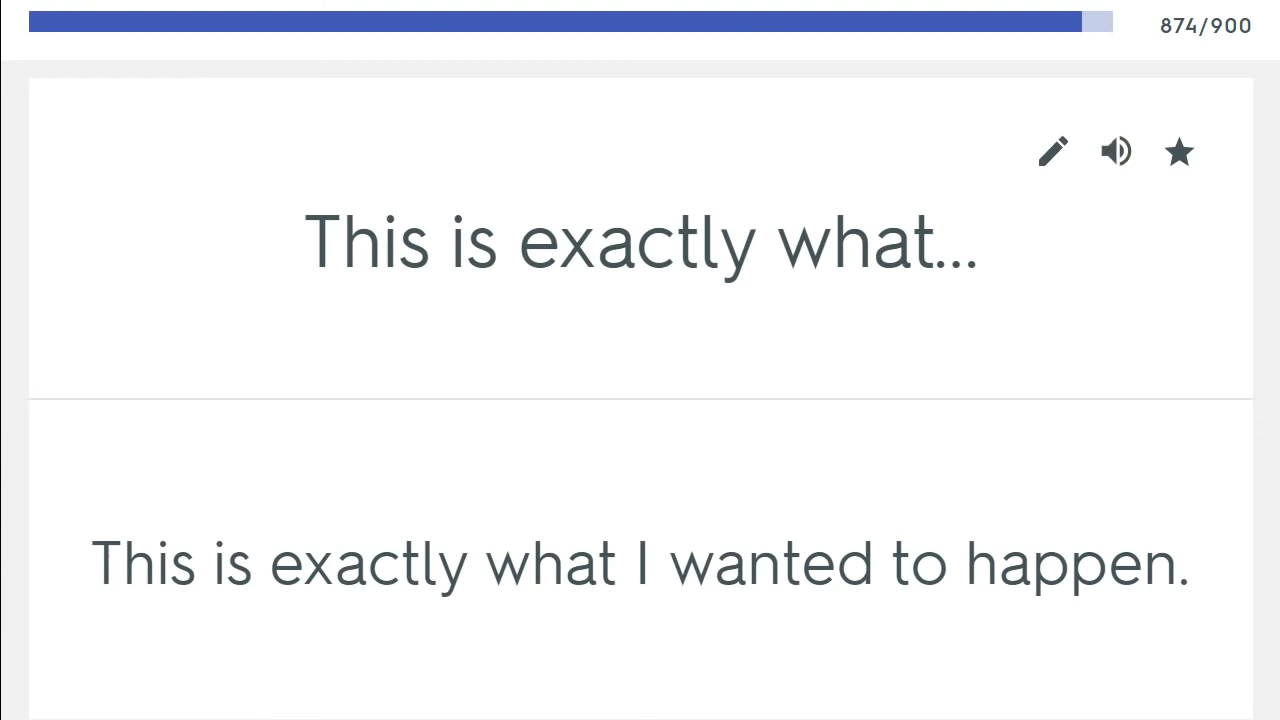 874/900
This is exactly what...
This is exactly what I wanted to happen.